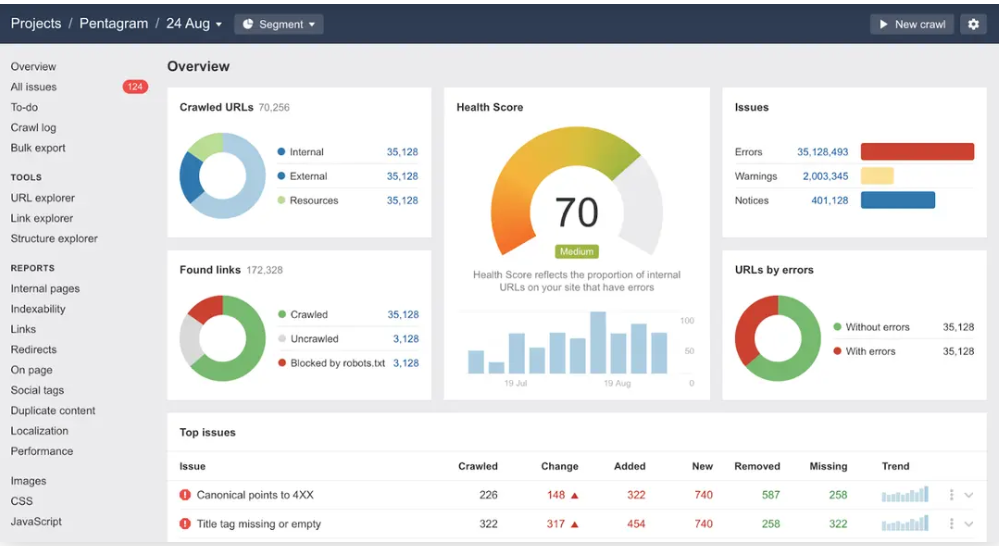 Projects / Pentagram / 24 Aug Segment New crawl
Overview
All issues 124
To-do
Crawl log
Bulk export
TOOLS
URL explorer
Link explorer
Structure explorer
REPORTS
Internal pages
Indexability
Links
Redirects
On page
Social tags
Duplicate content
Localization
Performance
Images
CSS
JavaScript
Overview
Crawled URLs 70,256
Internal 35,128
External 35,128
Resources 35,128
Health Score
70
Medium
Health Score reflects the proportion of internal
URLs on your site that have errors
100
50
0
19 Jul 19 Aug
Issues
Errors 35,128,493
Warnings 2,003,345
Notices 401,128
Found links 172,328
Crawled 35,128
Uncrawled 3,128
Blocked by robots.txt 3,128
URLs by errors
Without errors 35,128
With errors 35,128
Top issues
Issue Crawled Change Added New Removed Missing Trend
Canonical points to 4XX 226 148 322 740 587 258
Title tag missing or empty 322 317 454 740 258 322